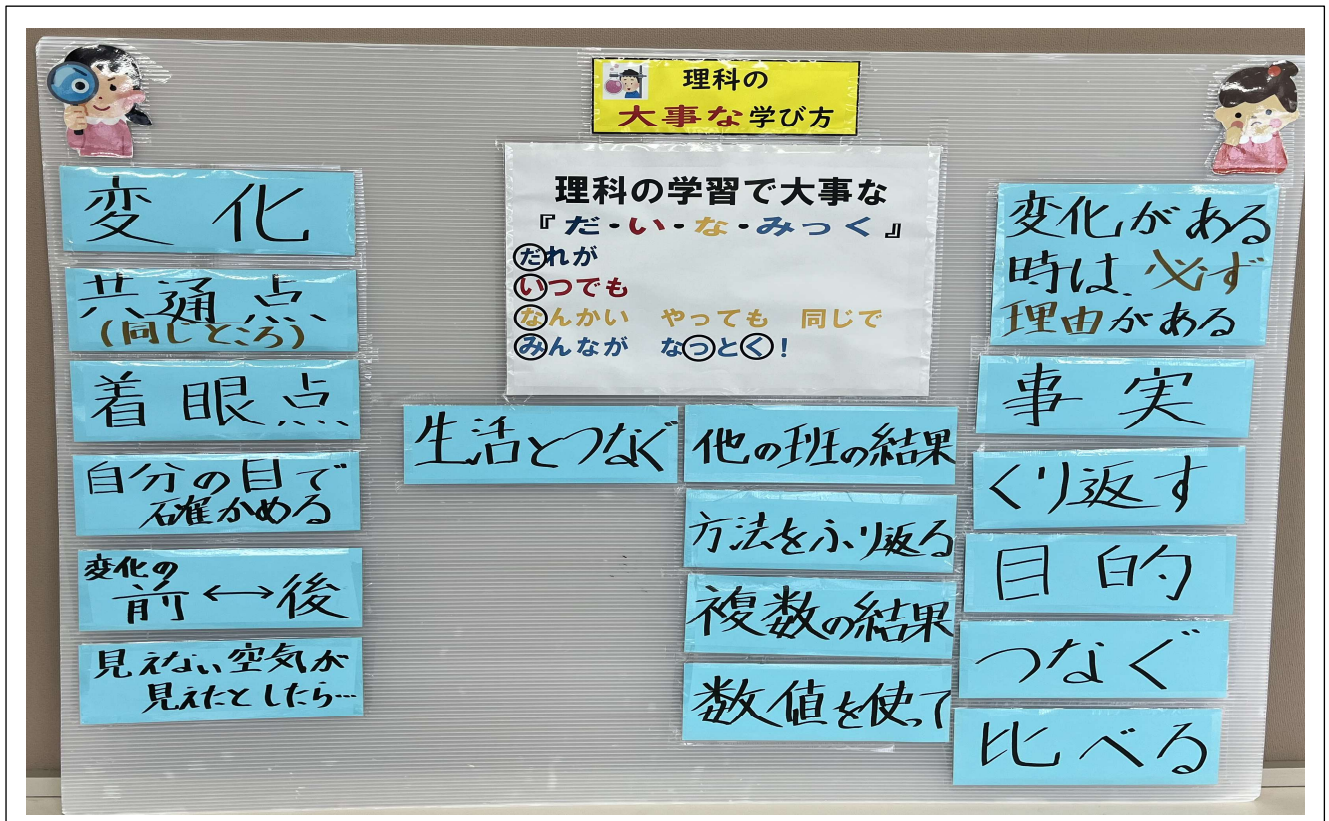 理科の
大事な学び方
理科の学習で大事な
『だ・い・な・みっく』
だれが
いつでも
なんかい　やっても　同じで
みんなが　なっとく！
変化
共通点
(同じところ)
着眼点
自分の目で
確かめる
変化の
前↔後
見えない空気が
見えたとしたら…
生活とつなぐ
他の班の結果
方法をふり返る
複数の結果
数値を使って
変化がある
時は、必ず
理由がある
事実
くり返す
目的
つなぐ
比べる